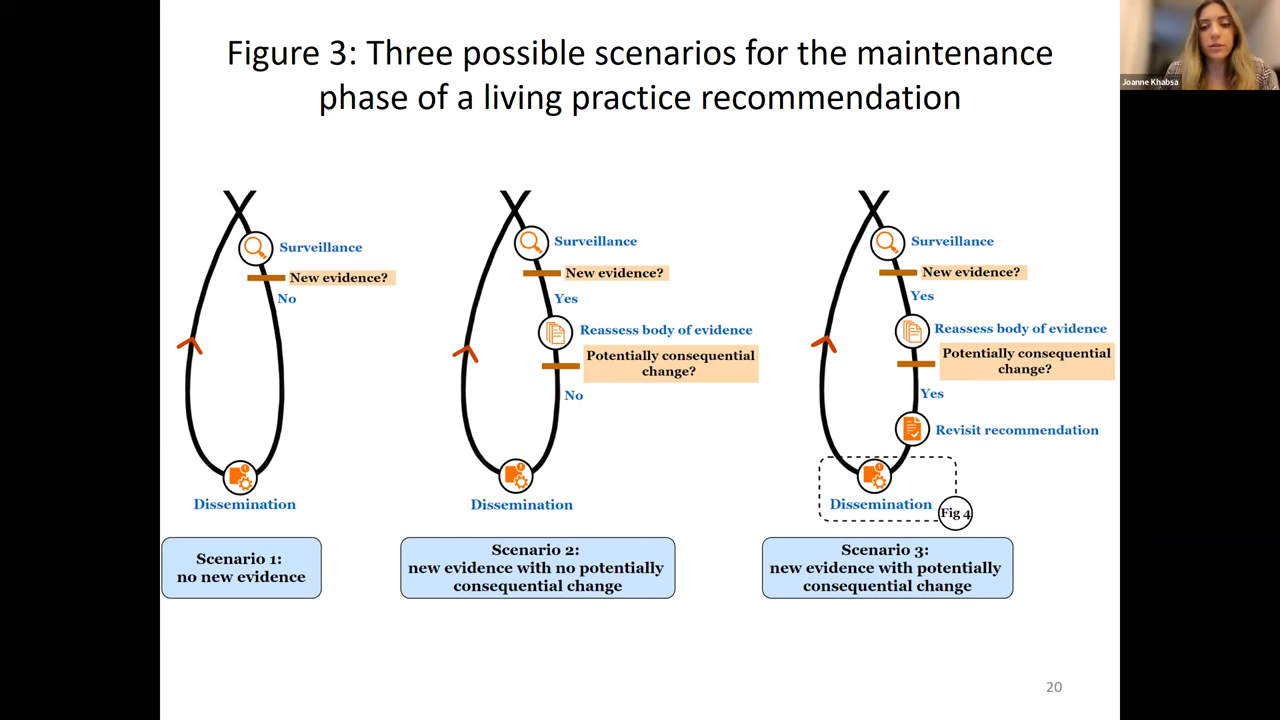 Figure 3: Three possible scenarios for the maintenance
phase of a living practice recommendation
Joanne Khabsa
Surveillance
New evidence?
No
Dissemination
Scenario 1:
no new evidence
Surveillance
New evidence?
Yes
Reassess body of evidence
Potentially consequential
change?
No
Dissemination
Scenario 2:
new evidence with no potentially
consequential change
Surveillance
New evidence?
Yes
Reassess body of evidence
Potentially consequential
change?
Yes
Revisit recommendation
Dissemination
Fig 4
Scenario 3:
new evidence with potentially
consequential change
20